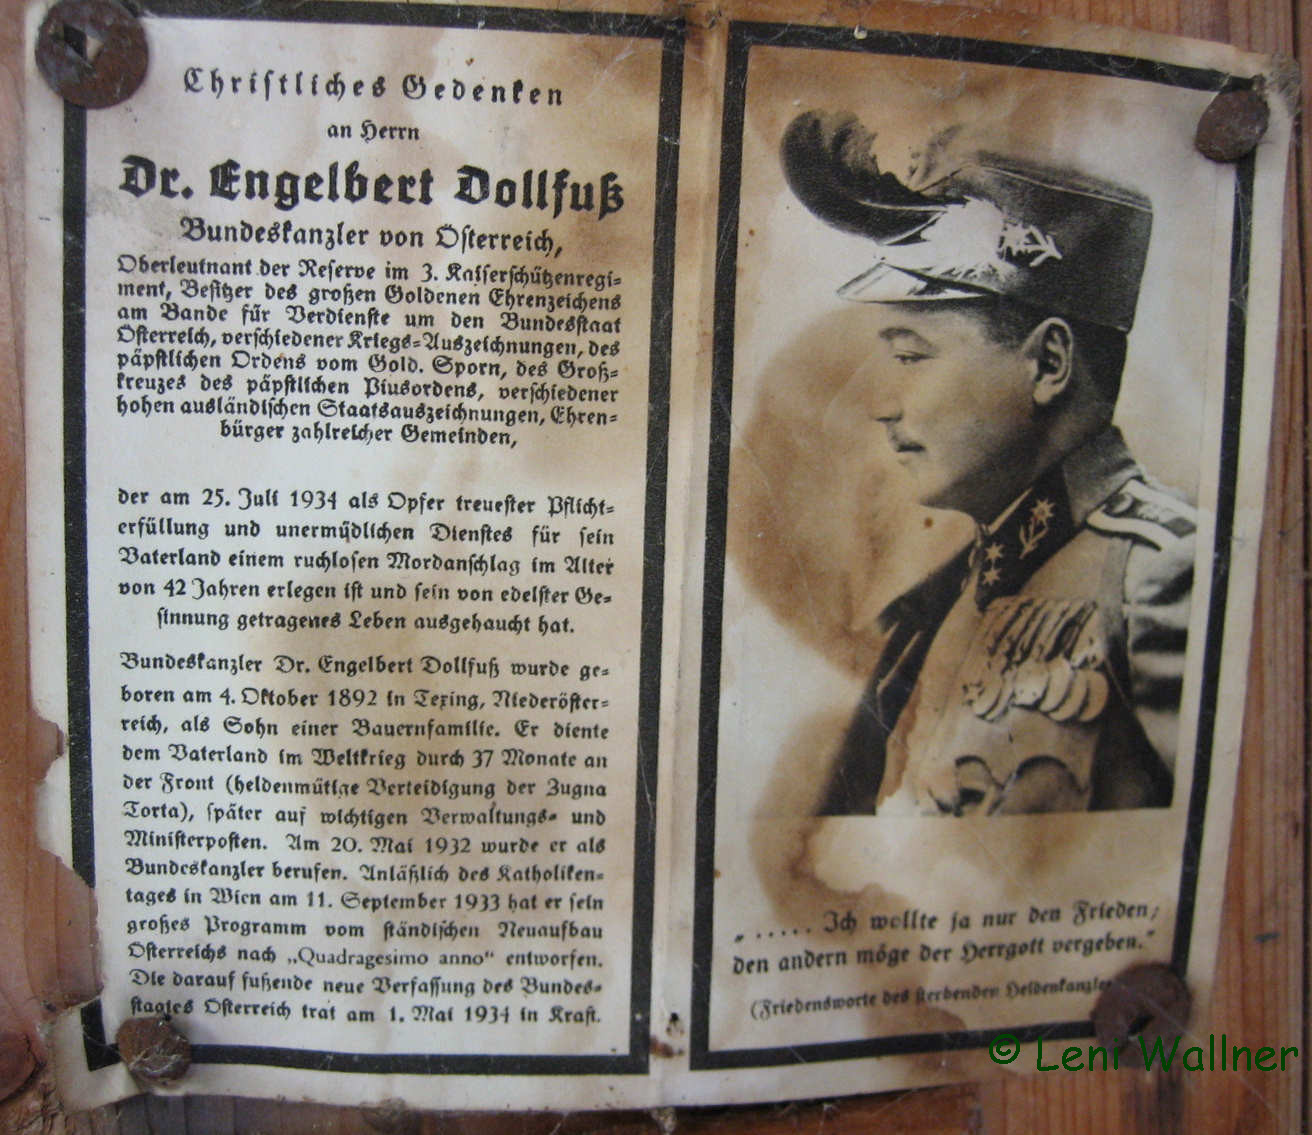 Christliches Gedenken
an Herrn
Dr. Engelbert Dollfuß
Bundeskanzler von Österreich,
Oberleutnant der Reserve im 3. Kaiserschützenregi-
ment, Besitzer des großen Goldenen Ehrenzeichens
am Bande für Verdienste um den Bundesstaat
Österreich, verschiedener Kriegs-Auszeichnungen, des
päpstlichen Ordens vom Gold. Sporn, des Groß-
kreuzes des päpstlichen Piusordens, verschiedener
hohen ausländischen Staatsauszeichnungen, Ehren-
bürger zahlreicher Gemeinden,
der am 25. Juli 1934 als Opfer treuester Pflicht-
erfüllung und unermüdlichen Dienstes für sein
Vaterland einem ruchlosen Mordanschlag im Alter
von 42 Jahren erlegen ist und sein von edelster Ge-
sinnung getragenes Leben ausgehaucht hat.
Bundeskanzler Dr. Engelbert Dollfuß wurde ge-
boren am 4. Oktober 1892 in Texing, Niederöster-
reich, als Sohn einer Bauernfamilie. Er diente
dem Vaterland im Weltkrieg durch 37 Monate an
der Front (heldenmütige Verteidigung der Zugna
Torta), später auf wichtigen Verwaltungs- und
Ministerposten. Am 20. Mai 1932 wurde er als
Bundeskanzler berufen. Anläßlich des Katholiken-
tages in Wien am 11. September 1933 hat er sein
großes Programm vom ständischen Neuaufbau
Österreichs nach „Quadragesimo anno“ entworfen.
Die darauf fußende neue Verfassung des Bundes-
staates Österreich trat am 1. Mai 1934 in Kraft.
„..... Ich wollte ja nur den Frieden;
den andern möge der Herrgott vergeben.“
(Friedensworte des sterbenden Heldenkanzler
© Leni Wallner